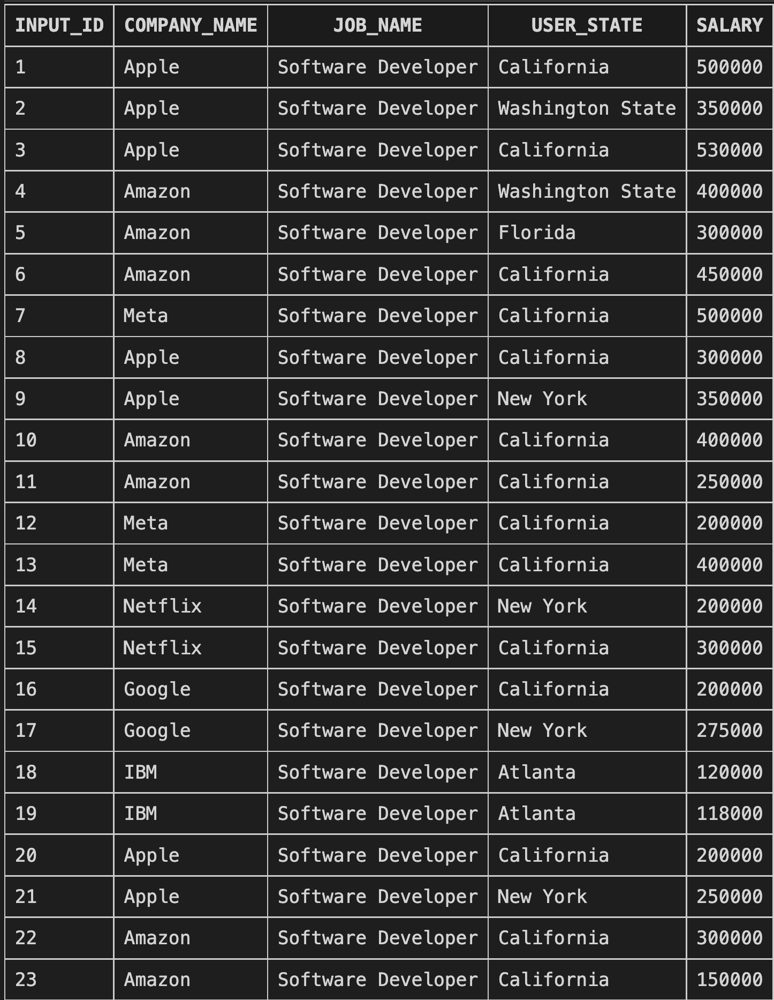 INPUT_ID COMPANY_NAME JOB_NAME USER_STATE SALARY
1 Apple Software Developer California 500000
2 Apple Software Developer Washington State 350000
3 Apple Software Developer California 530000
4 Amazon Software Developer Washington State 400000
5 Amazon Software Developer Florida 300000
6 Amazon Software Developer California 450000
7 Meta Software Developer California 500000
8 Apple Software Developer California 300000
9 Apple Software Developer New York 350000
10 Amazon Software Developer California 400000
11 Amazon Software Developer California 250000
12 Meta Software Developer California 200000
13 Meta Software Developer California 400000
14 Netflix Software Developer New York 200000
15 Netflix Software Developer California 300000
16 Google Software Developer California 200000
17 Google Software Developer New York 275000
18 IBM Software Developer Atlanta 120000
19 IBM Software Developer Atlanta 118000
20 Apple Software Developer California 200000
21 Apple Software Developer New York 250000
22 Amazon Software Developer California 300000
23 Amazon Software Developer California 150000